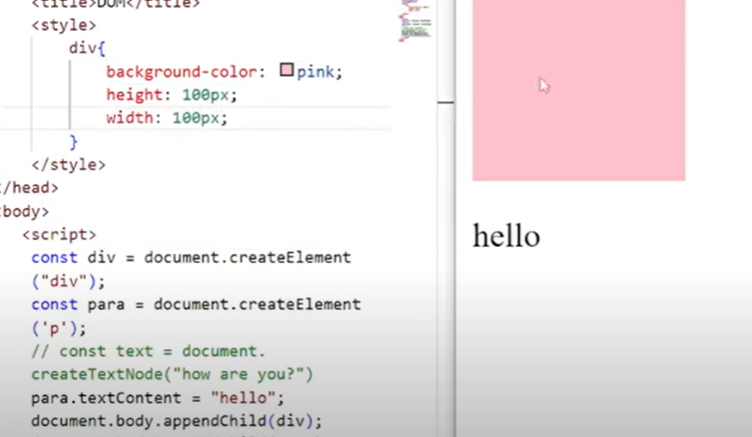 <title>DOM</title>
<style>
div{
background-color: pink;
height: 100px;
width: 100px;
}
</style>
</head>
<body>
<script>
const div = document.createElement
("div");
const para = document.createElement
('p');
// const text = document.
createTextNode("how are you?")
para.textContent = "hello";
document.body.appendChild(div);
hello